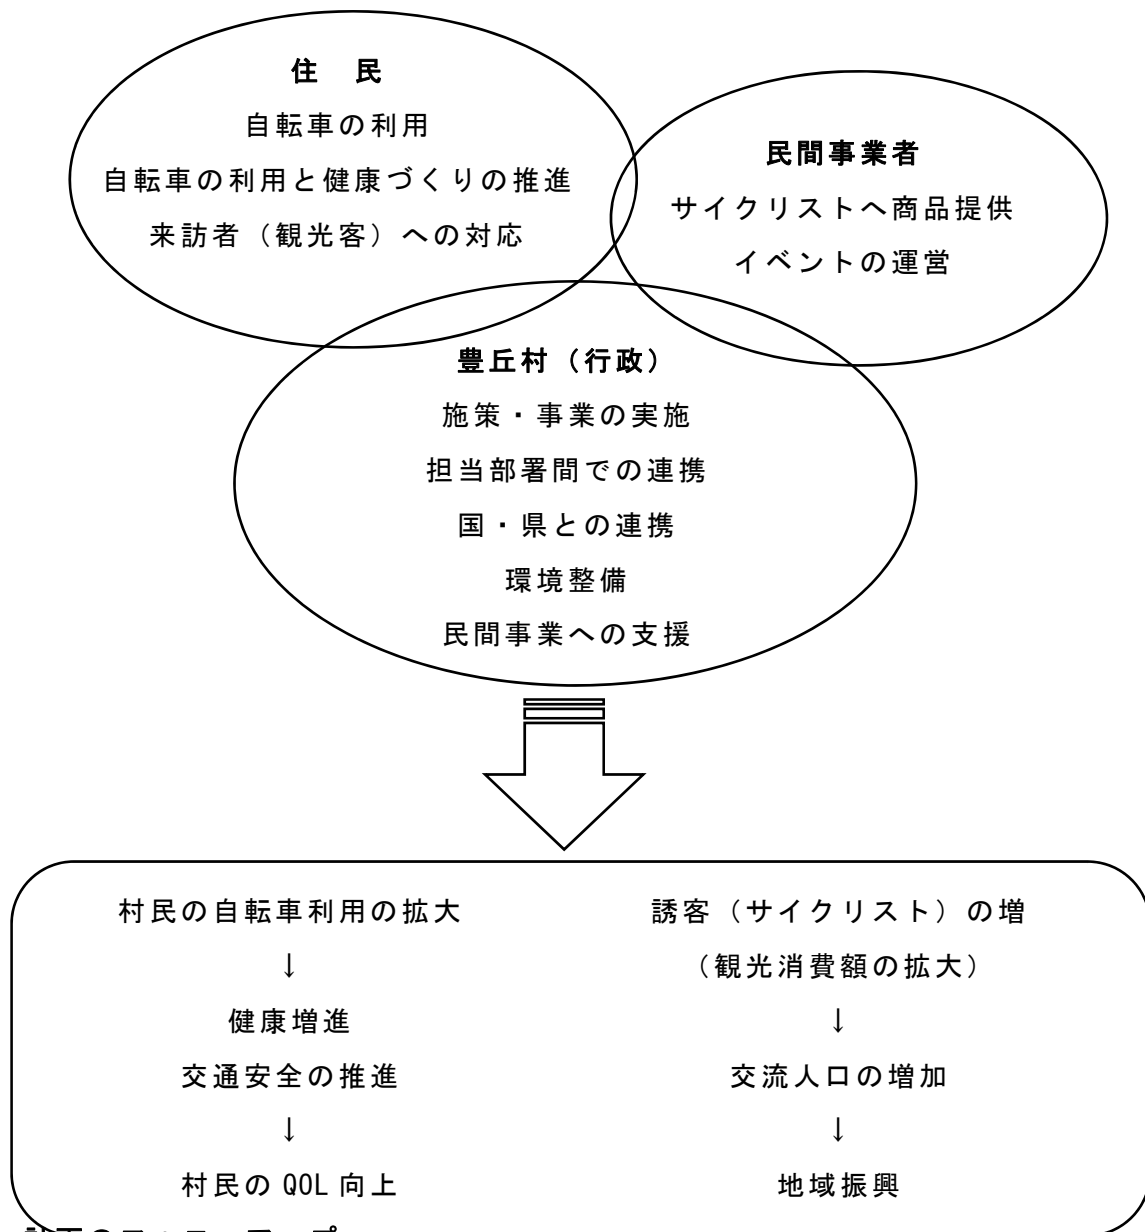 住　民
自転車の利用
自転車の利用と健康づくりの推進
来訪者（観光客）への対応
民間事業者
サイクリストへ商品提供
イベントの運営
豊丘村（行政）
施策・事業の実施
担当部署間での連携
国・県との連携
環境整備
民間事業への支援
村民の自転車利用の拡大
↓
健康増進
交通安全の推進
↓
村民の QOL 向上
誘客（サイクリスト）の増
（観光消費額の拡大）
↓
交流人口の増加
↓
地域振興